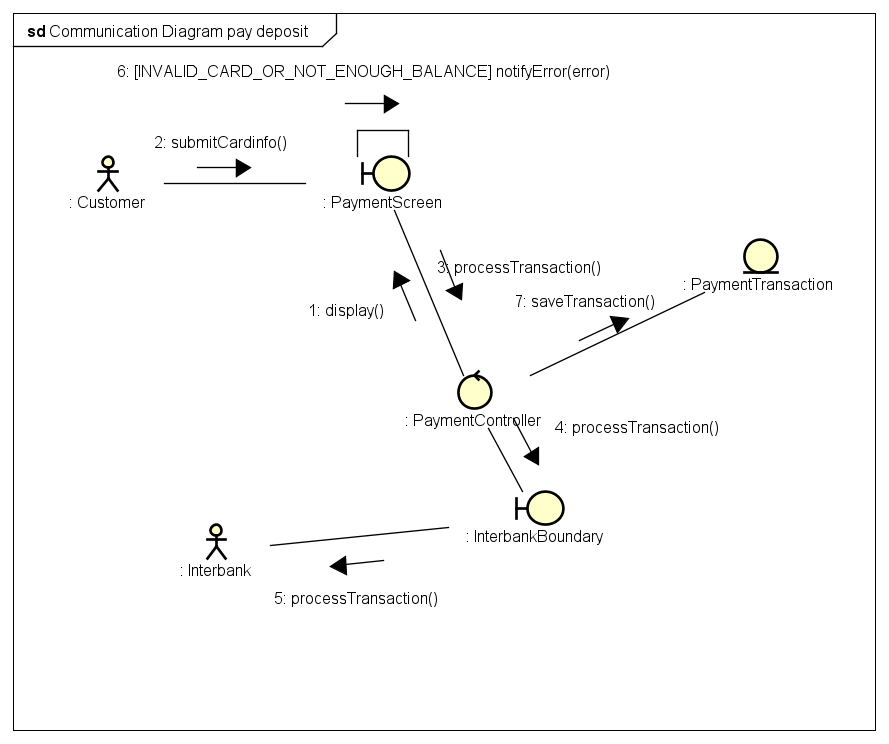 sd Communication Diagram pay deposit
6: [INVALID_CARD_OR_NOT_ENOUGH_BALANCE] notifyError(error)
2: submitCardinfo()
: Customer
: PaymentScreen
3: processTransaction()
: PaymentTransaction
7: saveTransaction()
1: display()
: PaymentController
4: processTransaction()
: InterbankBoundary
: Interbank
5: processTransaction()